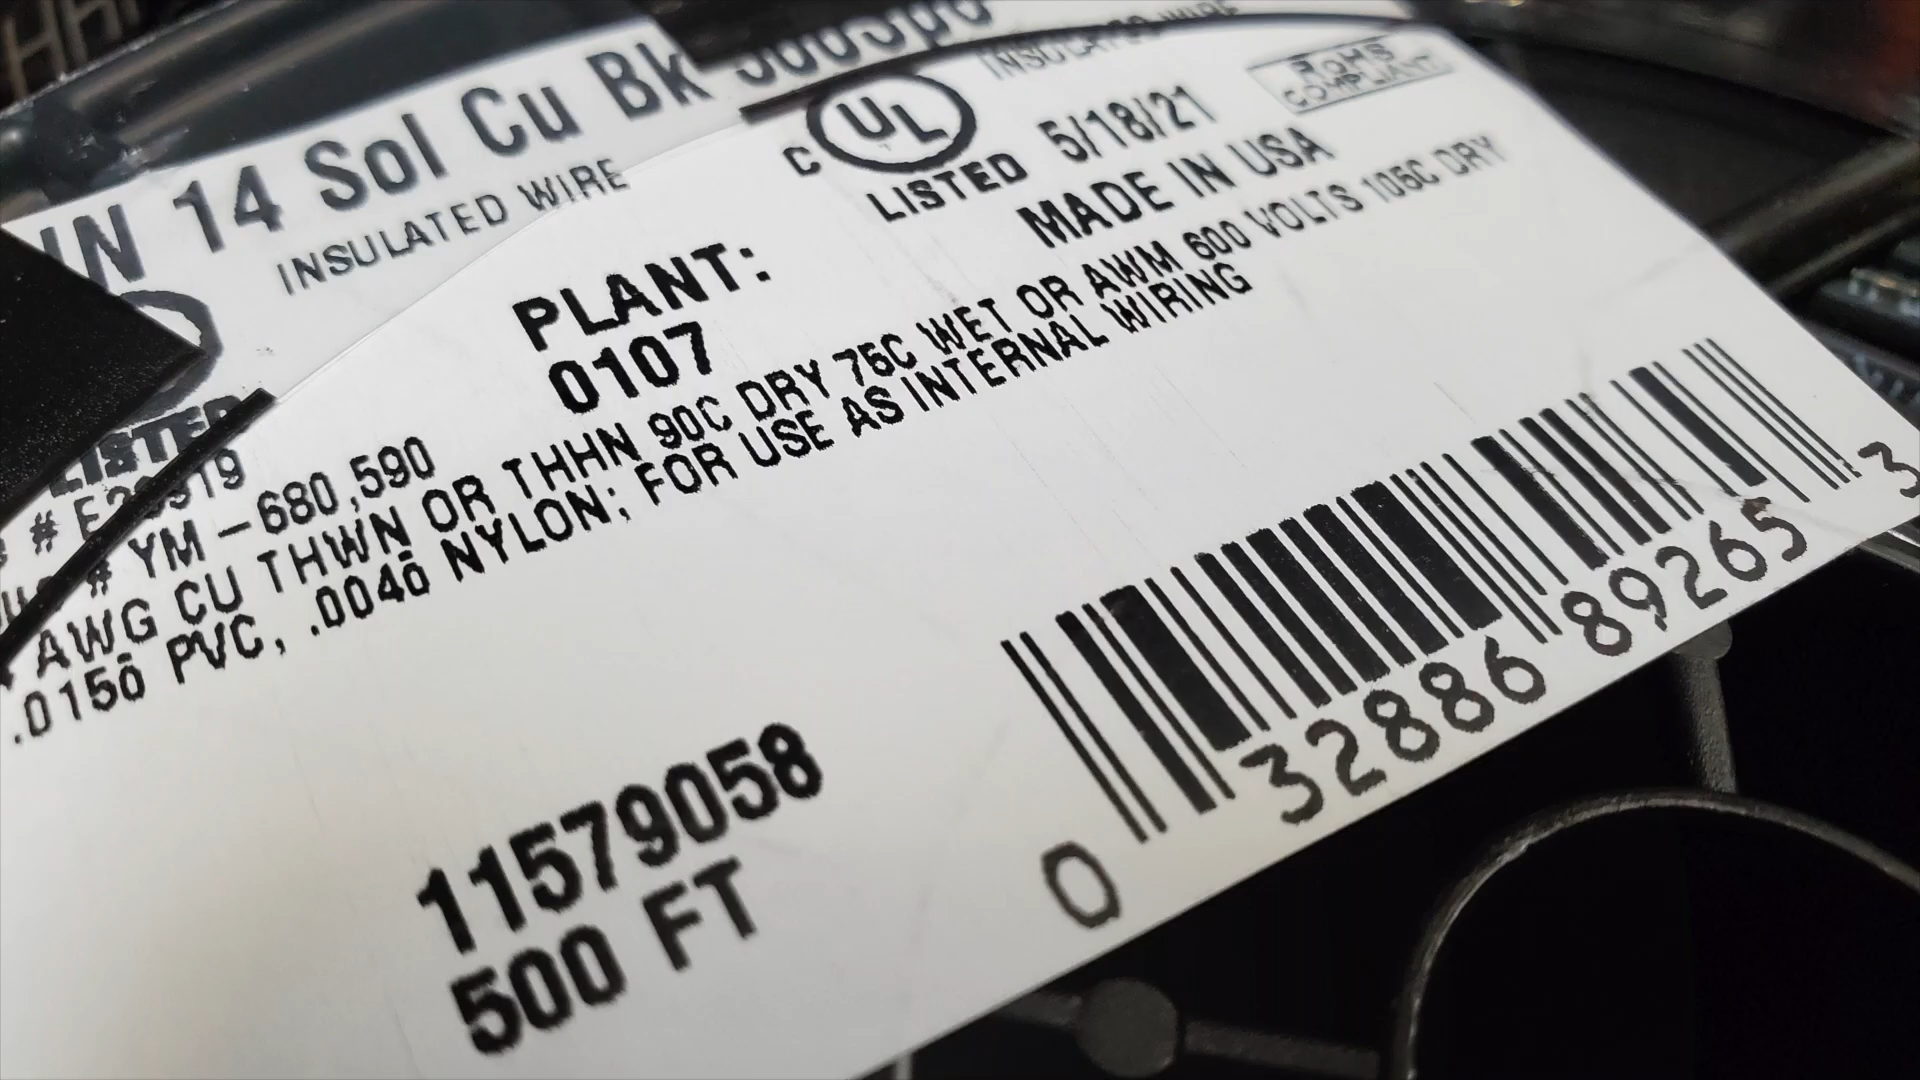 14 Sol Cu Bk
INSULATED WIRE
INSULATED WIRE
C UL
LISTED
5/18/21
ROHS
COMPLIANT
MADE IN USA
PLANT:
0107
LISTED
# YM-680,590
AWG CU THWN OR THHN 90C DRY 75C WET OR AWM 600 VOLTS 105C DRY
.015õ PVC, .004õ NYLON; FOR USE AS INTERNAL WIRING
11579058
500 FT
0 32886 89265 3